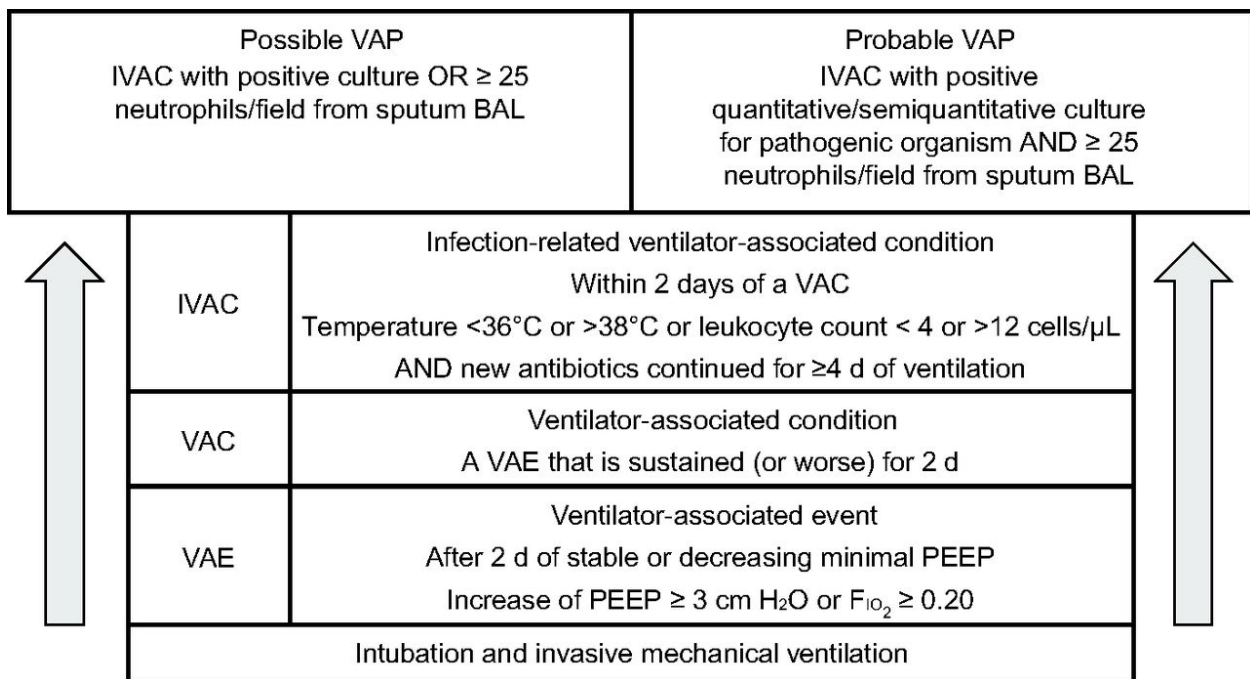 Possible VAP
IVAC with positive culture OR ≥ 25
neutrophils/field from sputum BAL
Probable VAP
IVAC with positive
quantitative/semiquantitative culture
for pathogenic organism AND ≥ 25
neutrophils/field from sputum BAL
IVAC
Infection-related ventilator-associated condition
Within 2 days of a VAC
Temperature <36°C or >38°C or leukocyte count < 4 or >12 cells/μL
AND new antibiotics continued for ≥4 d of ventilation
VAC
Ventilator-associated condition
A VAE that is sustained (or worse) for 2 d
VAE
Ventilator-associated event
After 2 d of stable or decreasing minimal PEEP
Increase of PEEP ≥ 3 cm H₂O or FIO₂ ≥ 0.20
Intubation and invasive mechanical ventilation